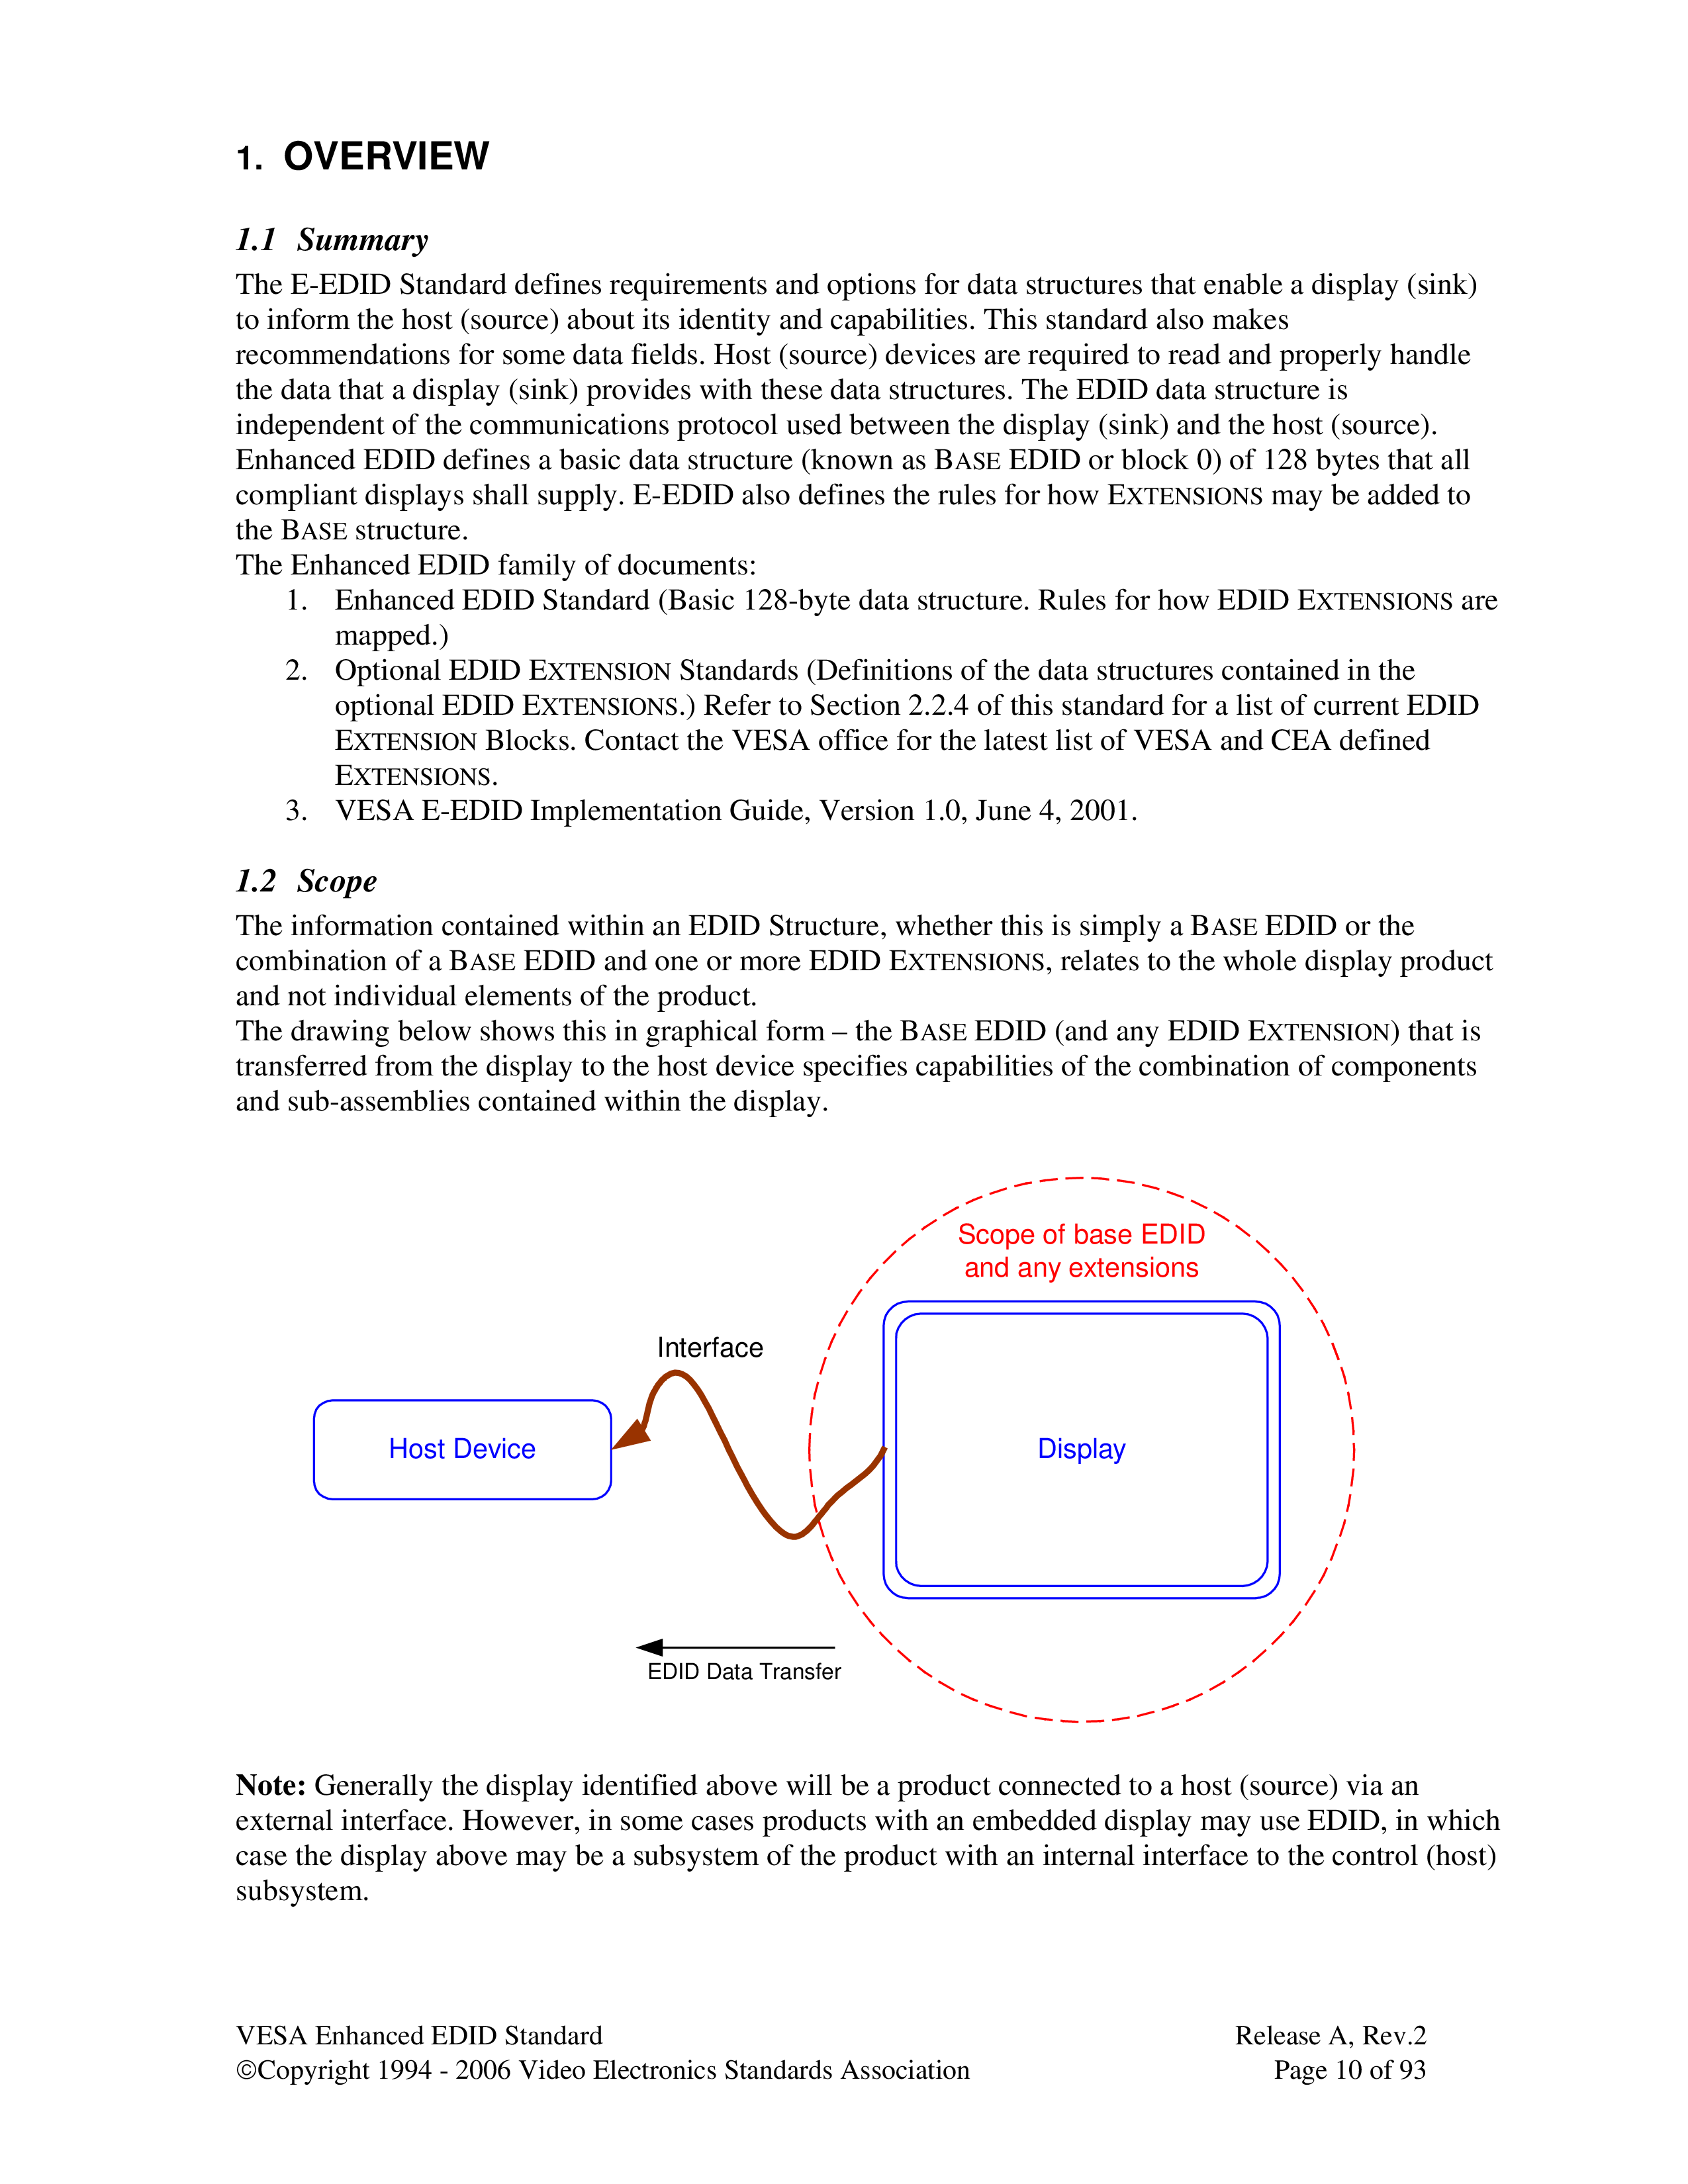 1. OVERVIEW
1.1 Summary
The E-EDID Standard defines requirements and options for data structures that enable a display (sink)
to inform the host (source) about its identity and capabilities. This standard also makes
recommendations for some data fields. Host (source) devices are required to read and properly handle
the data that a display (sink) provides with these data structures. The EDID data structure is
independent of the communications protocol used between the display (sink) and the host (source).
Enhanced EDID defines a basic data structure (known as BASE EDID or block 0) of 128 bytes that all
compliant displays shall supply. E-EDID also defines the rules for how EXTENSIONS may be added to
the BASE structure.
The Enhanced EDID family of documents:
1. Enhanced EDID Standard (Basic 128-byte data structure. Rules for how EDID EXTENSIONS are
mapped.)
2. Optional EDID EXTENSION Standards (Definitions of the data structures contained in the
optional EDID EXTENSIONS.) Refer to Section 2.2.4 of this standard for a list of current EDID
EXTENSION Blocks. Contact the VESA office for the latest list of VESA and CEA defined
EXTENSIONS.
3. VESA E-EDID Implementation Guide, Version 1.0, June 4, 2001.
1.2 Scope
The information contained within an EDID Structure, whether this is simply a BASE EDID or the
combination of a BASE EDID and one or more EDID EXTENSIONS, relates to the whole display product
and not individual elements of the product.
The drawing below shows this in graphical form – the BASE EDID (and any EDID EXTENSION) that is
transferred from the display to the host device specifies capabilities of the combination of components
and sub-assemblies contained within the display.
Scope of base EDID
and any extensions
Interface
Host Device
Display
EDID Data Transfer
Note: Generally the display identified above will be a product connected to a host (source) via an
external interface. However, in some cases products with an embedded display may use EDID, in which
case the display above may be a subsystem of the product with an internal interface to the control (host)
subsystem.
VESA Enhanced EDID Standard Release A, Rev.2
©Copyright 1994 - 2006 Video Electronics Standards Association Page 10 of 93